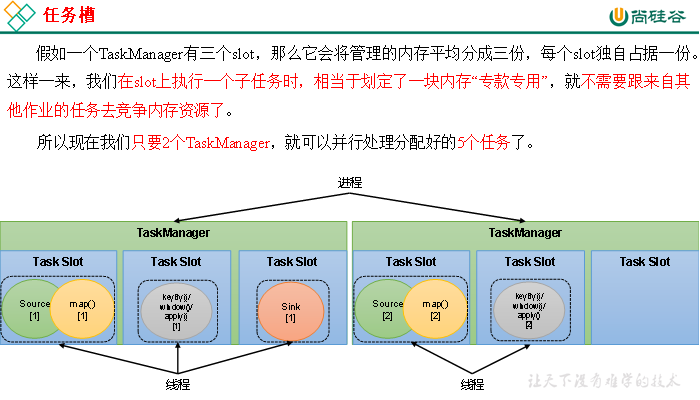 任务槽
尚硅谷
假如一个TaskManager有三个slot，那么它会将管理的内存平均分成三份，每个slot独自占据一份。
这样一来，我们在slot上执行一个子任务时，相当于划定了一块内存“专款专用”，就不需要跟来自其
他作业的任务去竞争内存资源了。
所以现在我们只要2个TaskManager，就可以并行处理分配好的5个任务了。
进程
TaskManager
TaskManager
Task Slot
Task Slot
Task Slot
Task Slot
Task Slot
Task Slot
Source
[1]
map()
[1]
keyBy()/
window()/
apply()
[1]
Sink
[1]
Source
[2]
map()
[2]
keyBy()/
window()/
apply()
[2]
线程
线程
让天下没有难学的技术